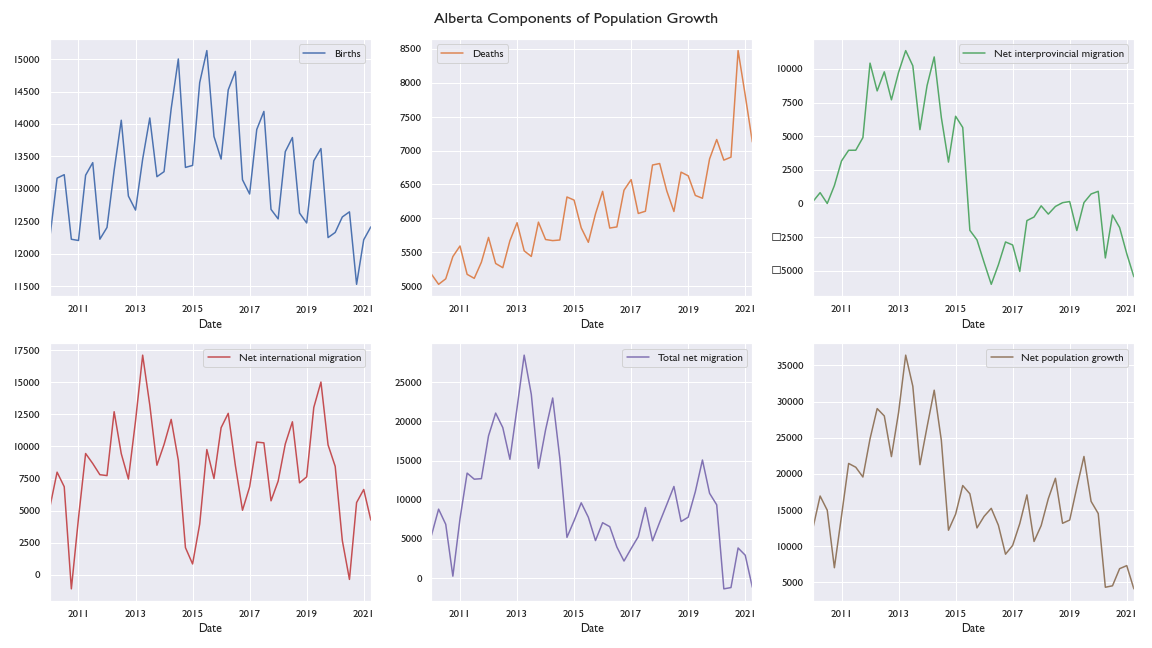 Alberta Components of Population Growth
Births
15000
14500
14000
13500
13000
12500
12000
11500
2011 2013 2015 2017 2019 2021
Date
Deaths
8500
8000
7500
7000
6500
6000
5500
5000
2011 2013 2015 2017 2019 2021
Date
Net interprovincial migration
10000
7500
5000
2500
0
□2500
□5000
2011 2013 2015 2017 2019 2021
Date
Net international migration
17500
15000
12500
10000
7500
5000
2500
0
2011 2013 2015 2017 2019 2021
Date
Total net migration
25000
20000
15000
10000
5000
0
2011 2013 2015 2017 2019 2021
Date
Net population growth
35000
30000
25000
20000
15000
10000
5000
2011 2013 2015 2017 2019 2021
Date